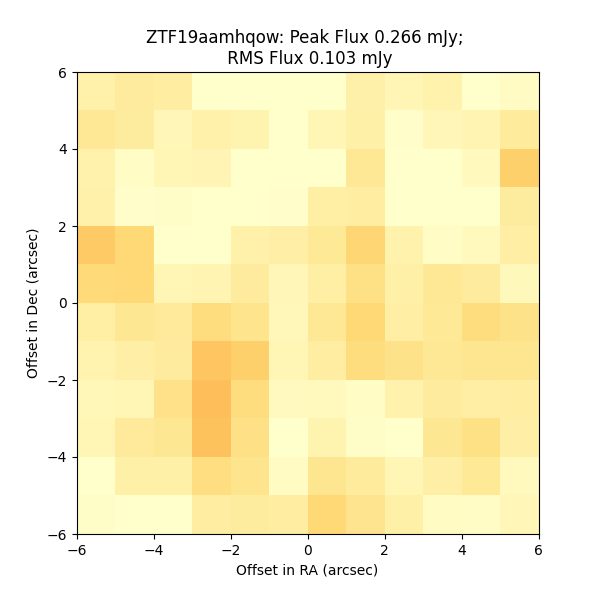 ZTF19aamhqow: Peak Flux 0.266 mJy;
RMS Flux 0.103 mJy
6
4
2
0
−2
−4
−6
Offset in Dec (arcsec)
−6 −4 −2 0 2 4 6
Offset in RA (arcsec)